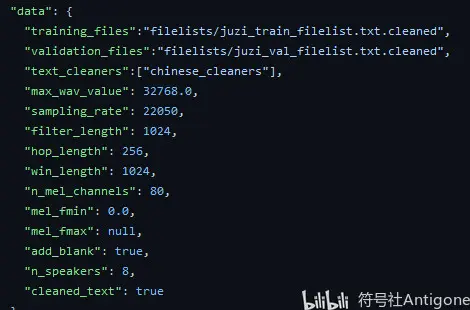 "data": {
"training_files":"filelists/juzi_train_filelist.txt.cleaned",
"validation_files":"filelists/juzi_val_filelist.txt.cleaned",
"text_cleaners":["chinese_cleaners"],
"max_wav_value": 32768.0,
"sampling_rate": 22050,
"filter_length": 1024,
"hop_length": 256,
"win_length": 1024,
"n_mel_channels": 80,
"mel_fmin": 0.0,
"mel_fmax": null,
"add_blank": true,
"n_speakers": 8,
"cleaned_text": true
bilibili 符号社Antigone